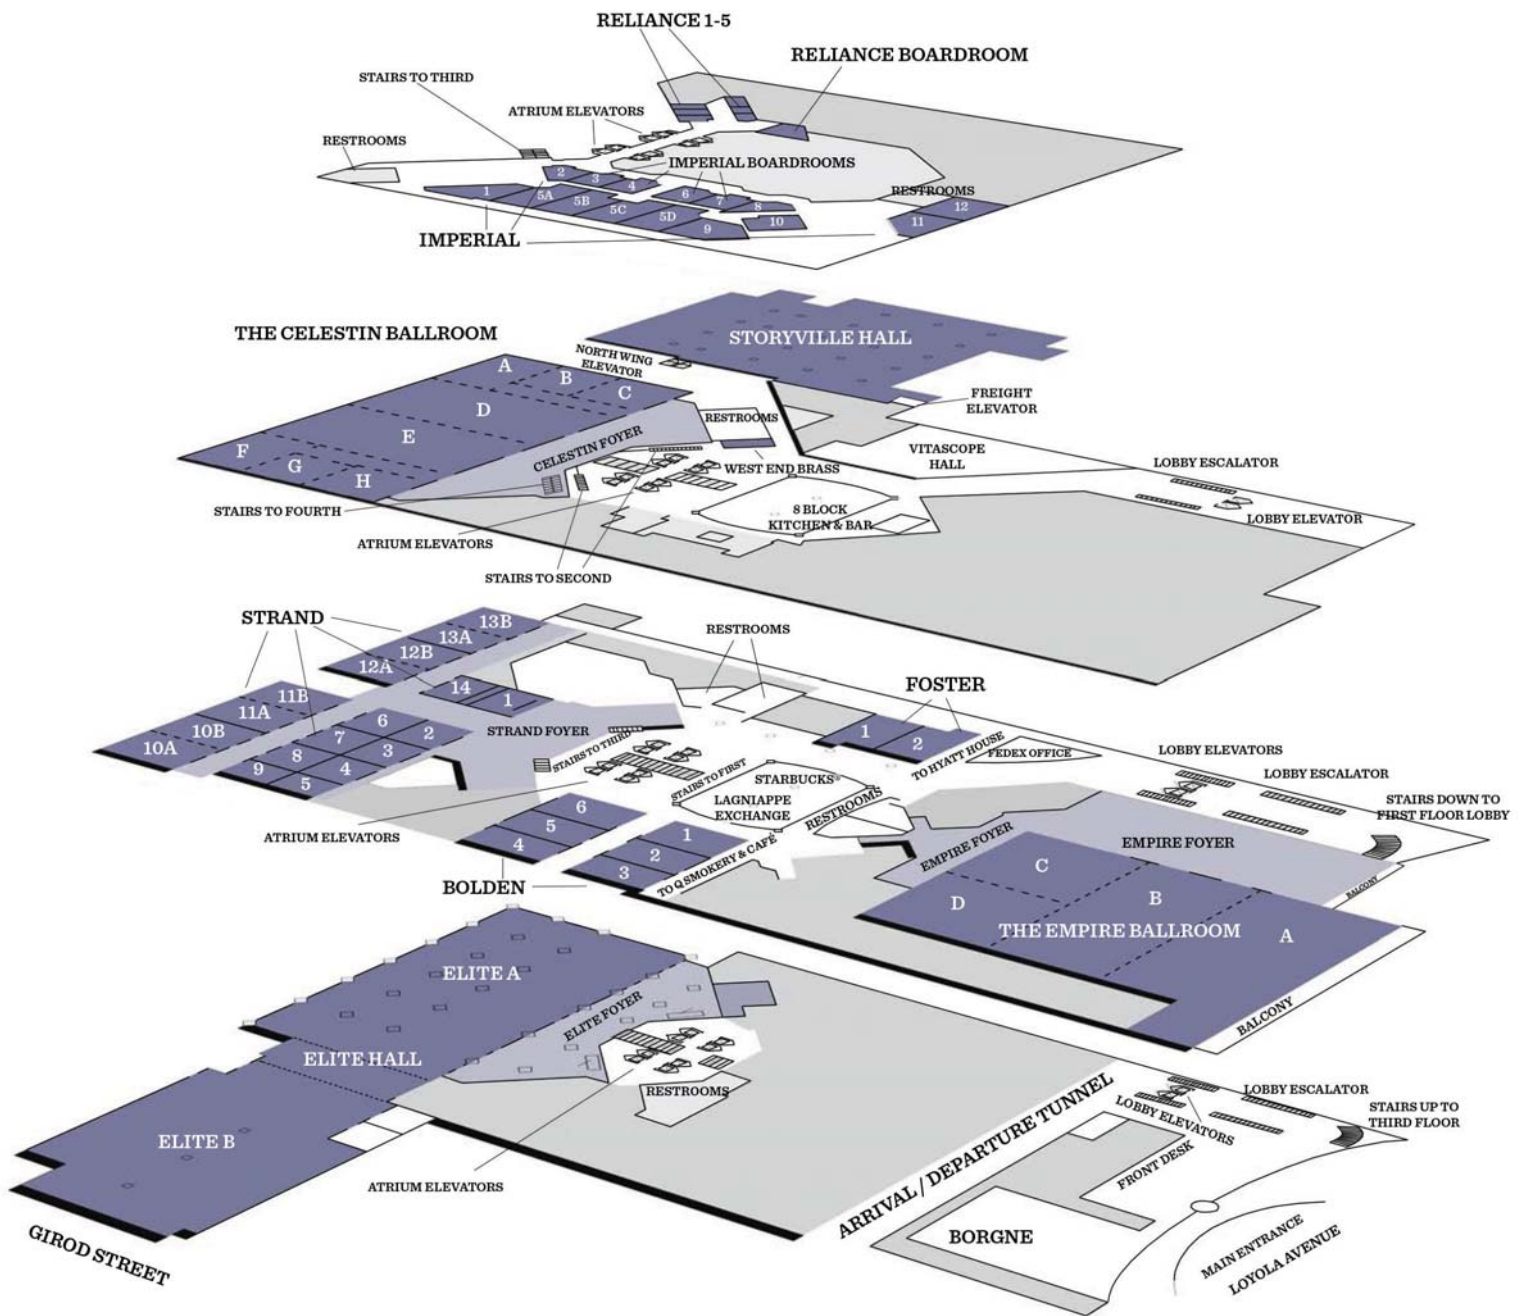 RELIANCE 1-5
RELIANCE BOARDROOM
STAIRS TO THIRD
ATRIUM ELEVATORS
RESTROOMS
IMPERIAL BOARDROOMS
2
3
4
1
5A
5B
5C
5D
6
7
8
9
10
RESTROOMS
12
11
IMPERIAL
THE CELESTIN BALLROOM
STORYVILLE HALL
NORTH WING
ELEVATOR
A
B
C
D
E
F
G
H
FREIGHT
ELEVATOR
RESTROOMS
CELESTIN FOYER
WEST END BRASS
VITASCOPE
HALL
LOBBY ESCALATOR
LOBBY ELEVATOR
8 BLOCK
KITCHEN & BAR
STAIRS TO FOURTH
ATRIUM ELEVATORS
STAIRS TO SECOND
STRAND
13B
13A
12B
12A
RESTROOMS
FOSTER
14
1
11B
11A
10B
10A
6
2
7
3
8
4
9
5
STRAND FOYER
STAIRS TO THIRD
STAIRS TO FIRST
1
2
TO HYATT HOUSE
FEDEX OFFICE
LOBBY ELEVATORS
LOBBY ESCALATOR
STAIRS DOWN TO
FIRST FLOOR LOBBY
STARBUCKS®
LAGNIAPPE
EXCHANGE
RESTROOMS
ATRIUM ELEVATORS
6
5
4
1
2
3
BOLDEN
TO Q SMOKERY & CAFÉ
EMPIRE FOYER
EMPIRE FOYER
BALCONY
C
D
B
A
THE EMPIRE BALLROOM
BALCONY
ELITE A
ELITE FOYER
ELITE HALL
ELITE B
RESTROOMS
ATRIUM ELEVATORS
GIROD STREET
ARRIVAL / DEPARTURE TUNNEL
LOBBY ELEVATORS
LOBBY ESCALATOR
STAIRS UP TO
THIRD FLOOR
FRONT DESK
BORGNE
MAIN ENTRANCE
LOYOLA AVENUE